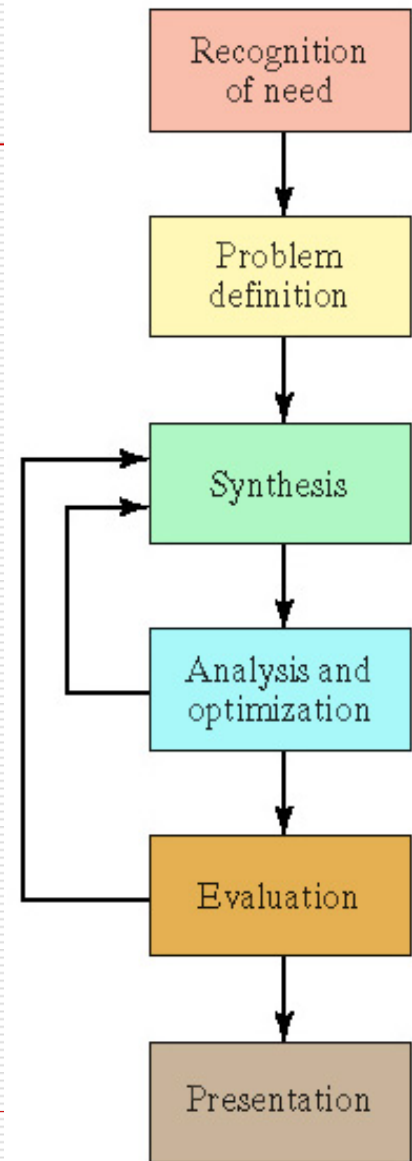 Recognition
of need
Problem
definition
Synthesis
Analysis and
optimization
Evaluation
Presentation